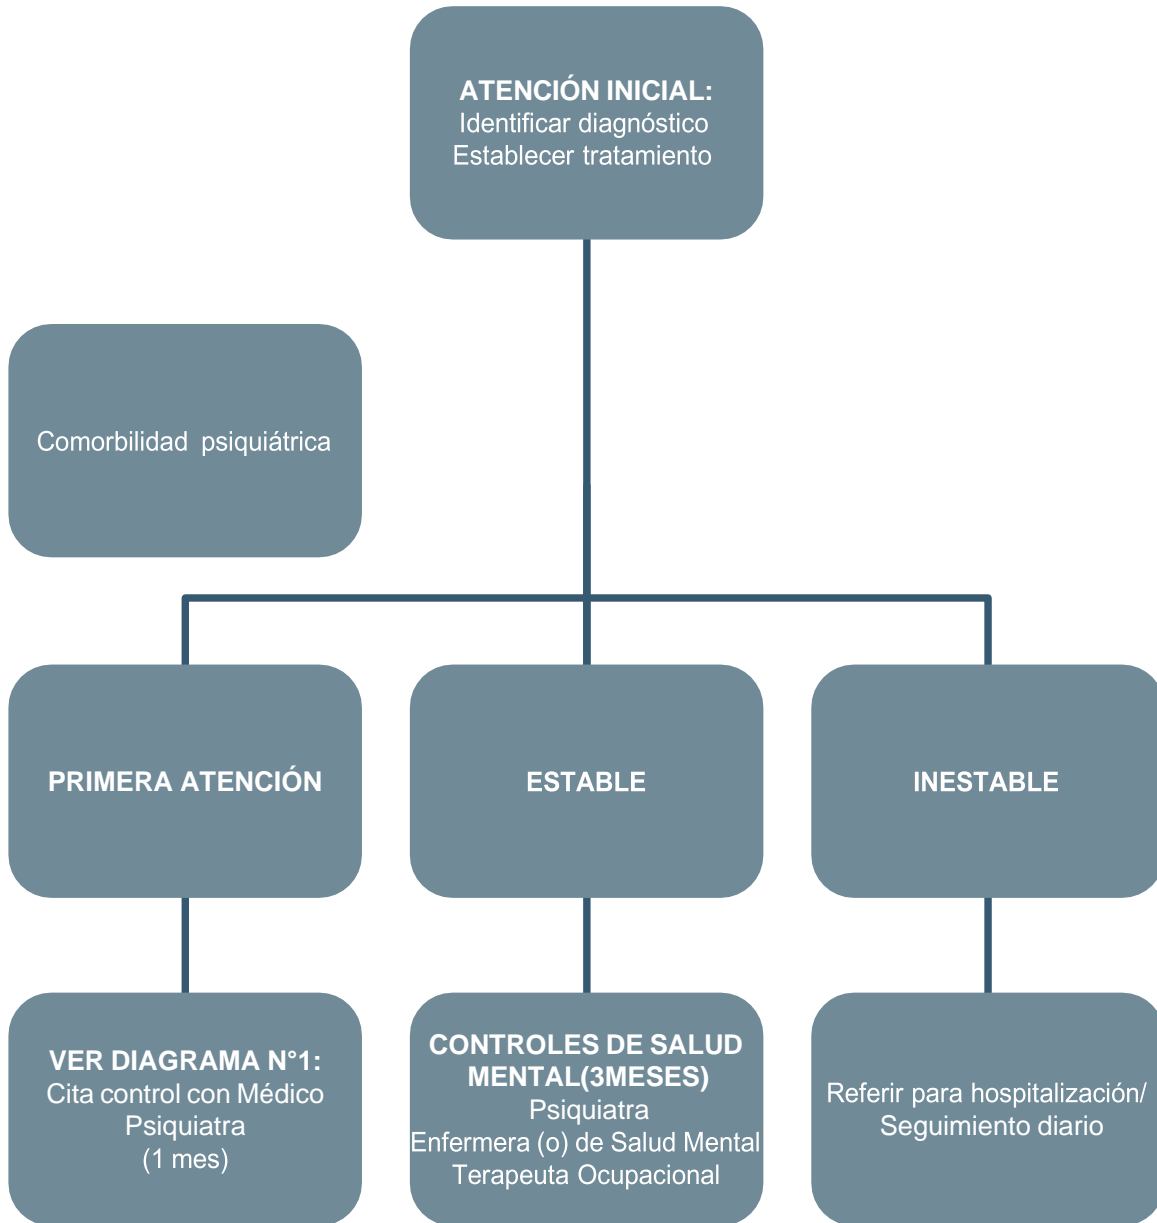 ATENCIÓN INICIAL:
Identificar diagnóstico
Establecer tratamiento
Comorbilidad psiquiátrica
PRIMERA ATENCIÓN
ESTABLE
INESTABLE
VER DIAGRAMA N°1:
Cita control con Médico
Psiquiatra
(1 mes)
CONTROLES DE SALUD
MENTAL(3MESES)
Psiquiatra
Enfermera (o) de Salud Mental
Terapeuta Ocupacional
Referir para hospitalización/
Seguimiento diario